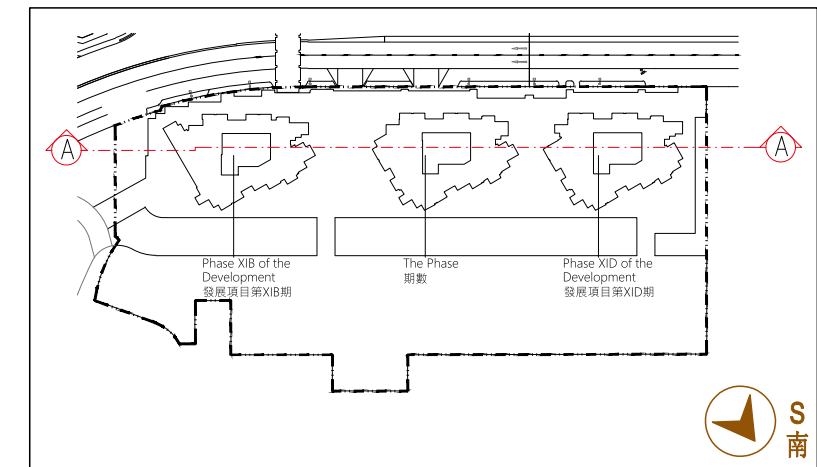 A
A
Phase XIB of the
Development
發展項目第XIB期
The Phase
期數
Phase XID of the
Development
發展項目第XID期
S
南